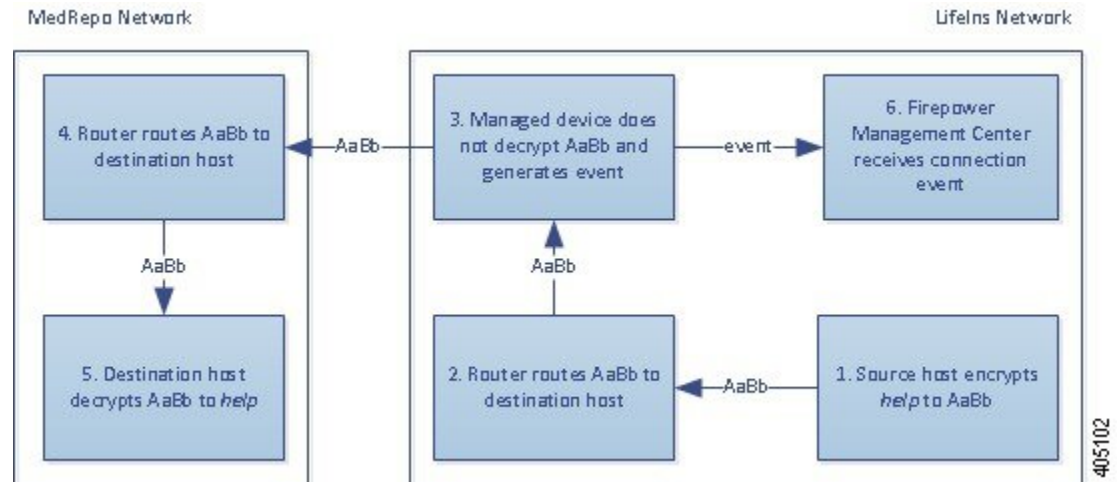 MedRepo Network
LifeIns Network
4. Router routes AaBb to
destination host
AaBb
3. Managed device does
not decrypt AaBb and
generates event
event
6. Firepower
Management Center
receives connection
event
AaBb
AaBb
5. Destination host
decrypts AaBb to help
2. Router routes AaBb to
destination host
AaBb
1. Source host encrypts
help to AaBb
405102